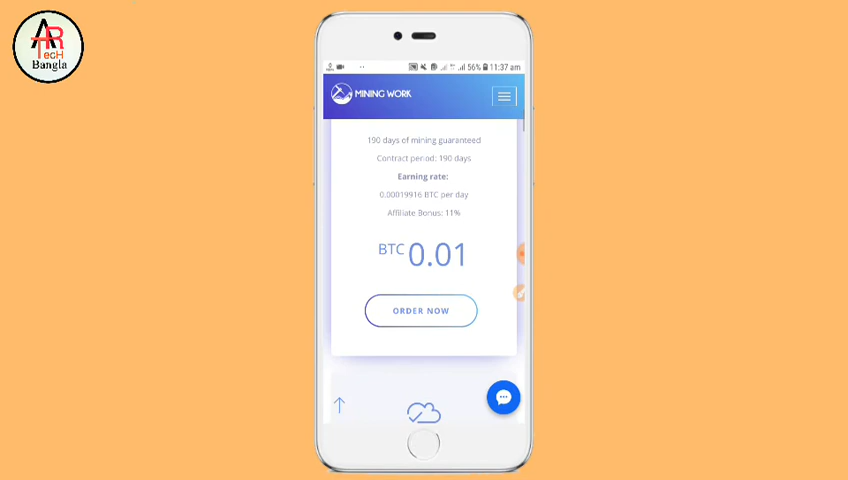 AR
TecH
Bangla
56% 11:37 am
MINING WORK
190 days of mining guaranteed
Contract period: 190 days
Earning rate:
0.00019916 BTC per day
Affiliate Bonus: 11%
BTC 0.01
ORDER NOW